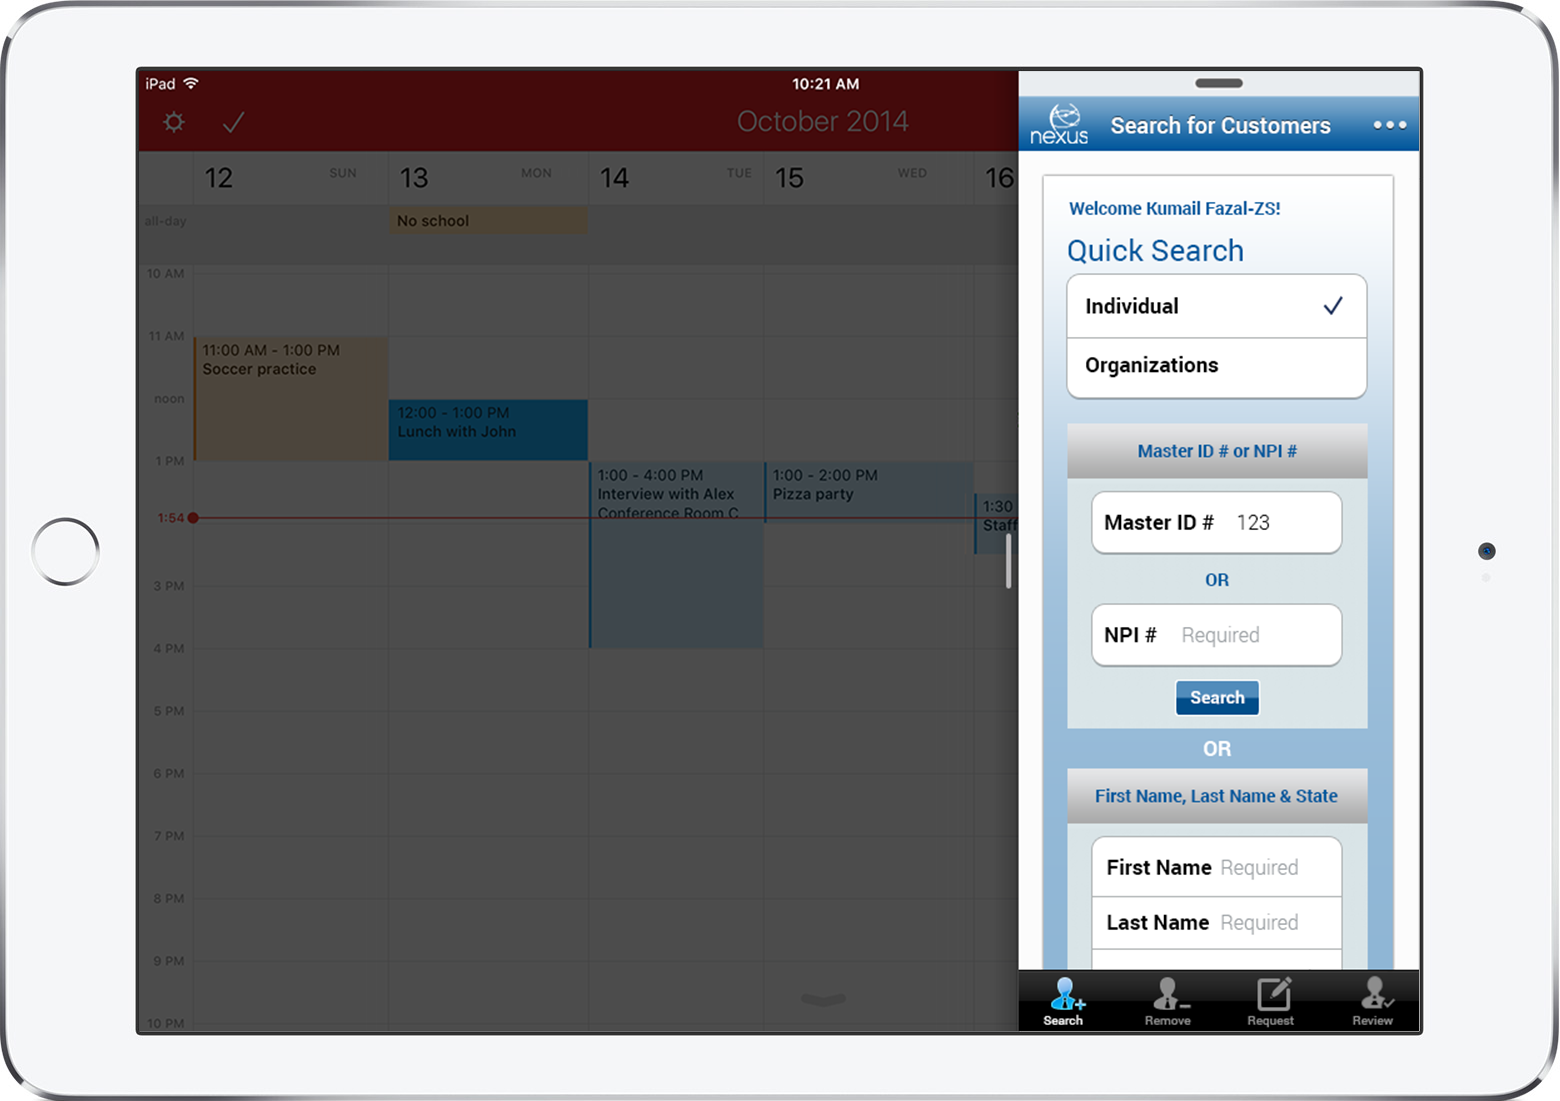 iPad 10:21 AM
October 2014
12 SUN 13 MON 14 TUE 15 WED 16
all-day No school
10 AM
11 AM
11:00 AM - 1:00 PM
Soccer practice
noon
12:00 - 1:00 PM
Lunch with John
1 PM
1:00 - 4:00 PM
Interview with Alex
Conference Room C
1:00 - 2:00 PM
Pizza party
1:30
Staff
1:54
3 PM
4 PM
5 PM
6 PM
7 PM
8 PM
9 PM
10 PM
nexus Search for Customers
Welcome Kumail Fazal-ZS!
Quick Search
Individual
Organizations
Master ID # or NPI #
Master ID # 123
OR
NPI # Required
Search
OR
First Name, Last Name & State
First Name Required
Last Name Required
Search Remove Request Review